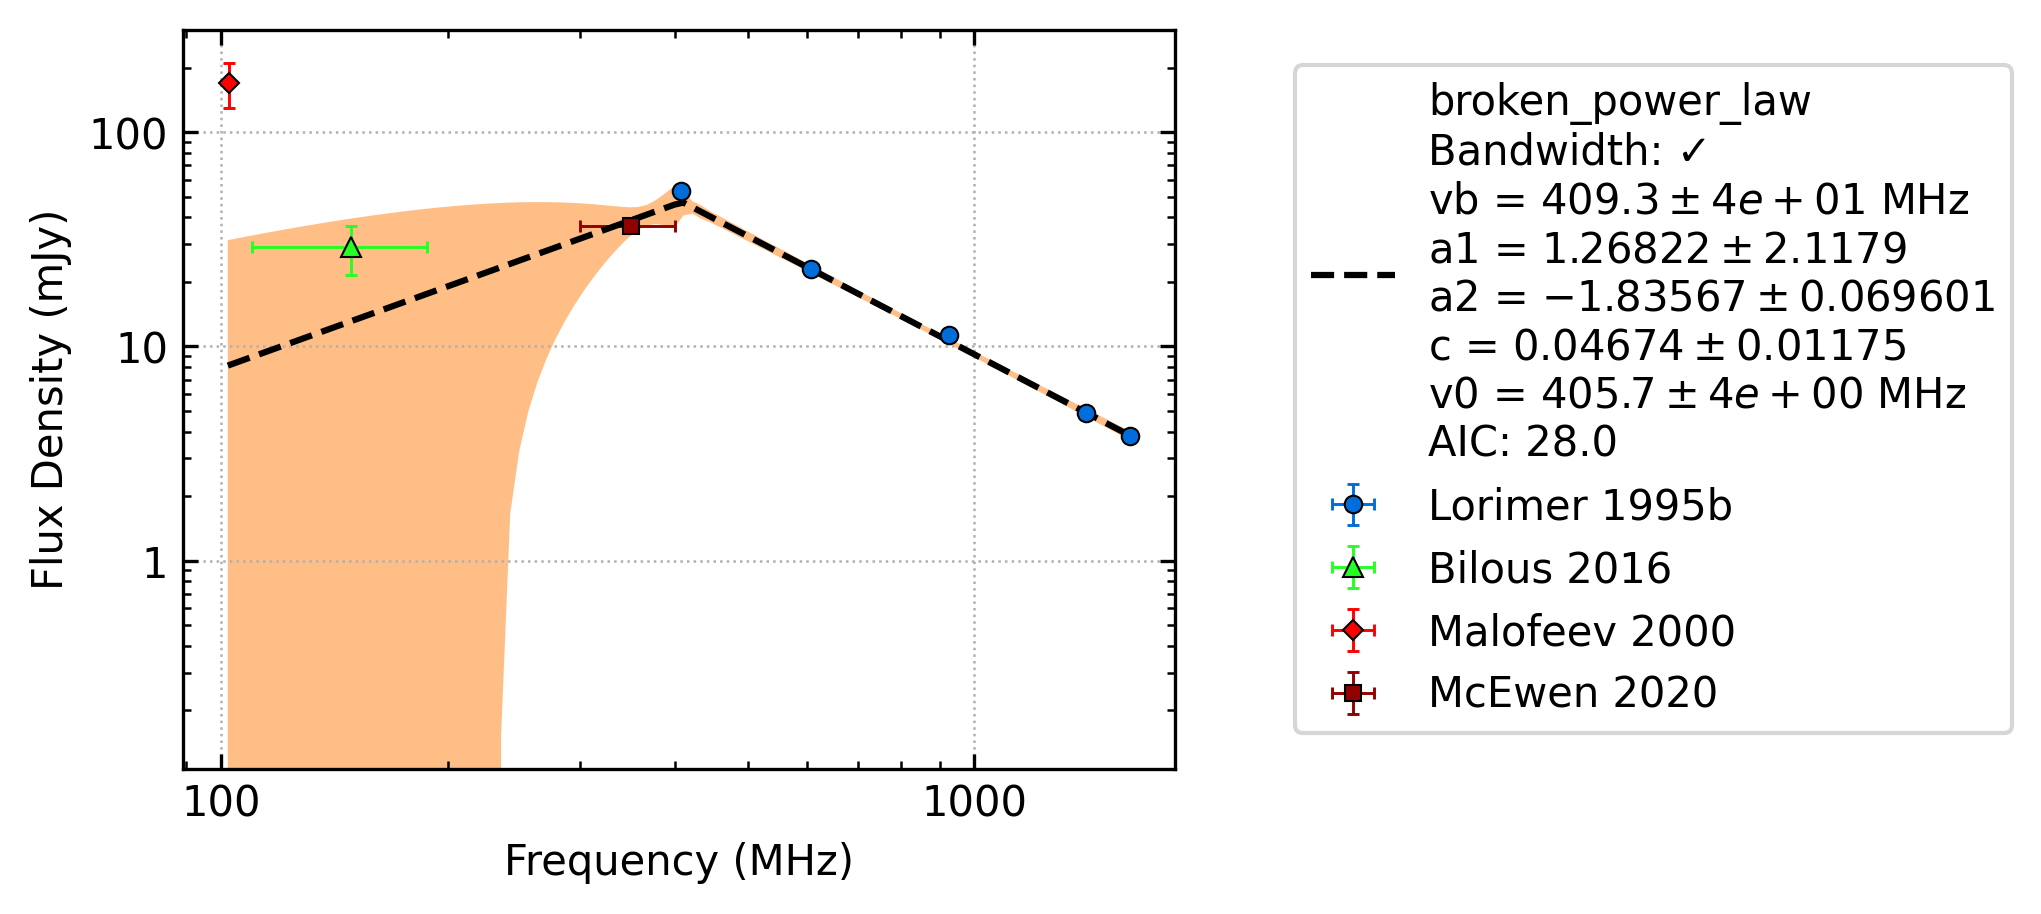 100
10
1
Flux Density (mJy)
100
1000
Frequency (MHz)
broken_power_law
Bandwidth: ✓
vb = 409.3 ± 4e + 01 MHz
a1 = 1.26822 ± 2.1179
a2 = −1.83567 ± 0.069601
c = 0.04674 ± 0.01175
v0 = 405.7 ± 4e + 00 MHz
AIC: 28.0
Lorimer 1995b
Bilous 2016
Malofeev 2000
McEwen 2020